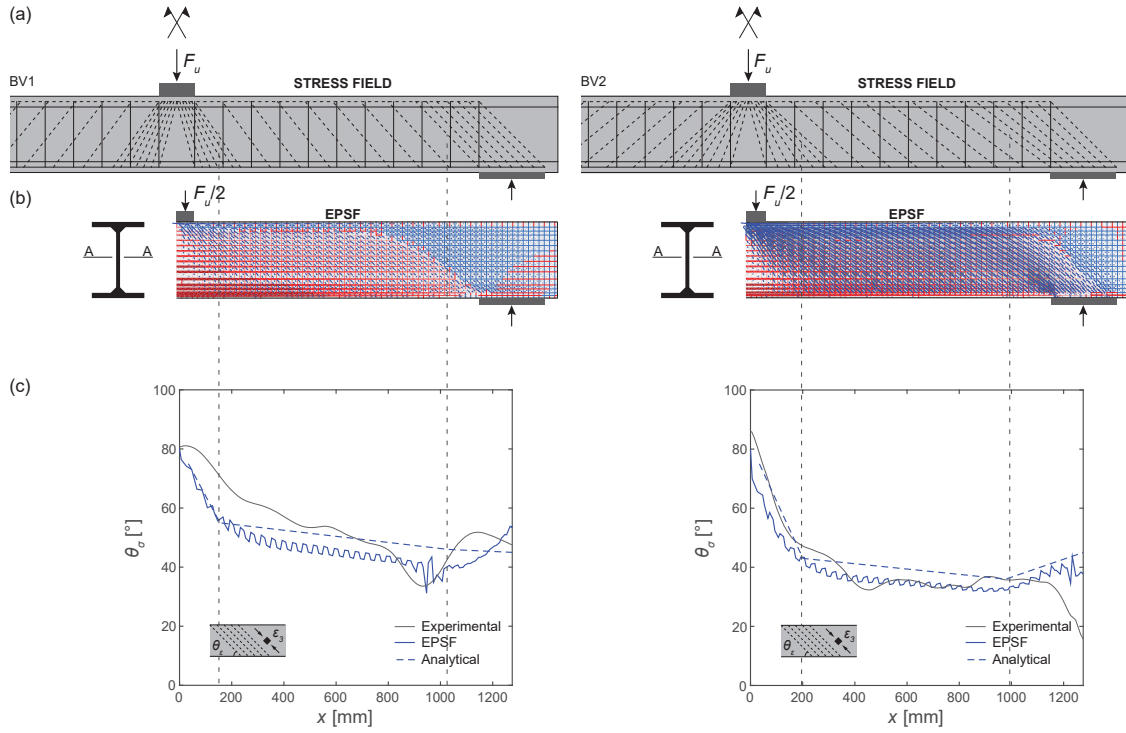 (a)
BV1
F_u
STRESS FIELD
BV2
F_u
STRESS FIELD
(b)
F_u/2
EPSF
A A
F_u/2
EPSF
A A
(c)
100
80
60
40
20
0
θ_σ [°]
0 200 400 600 800 1000 1200
x [mm]
θ_ε
ε_3
Experimental
EPSF
Analytical
100
80
60
40
20
0
θ_σ [°]
0 200 400 600 800 1000 1200
x [mm]
θ_ε
ε_3
Experimental
EPSF
Analytical